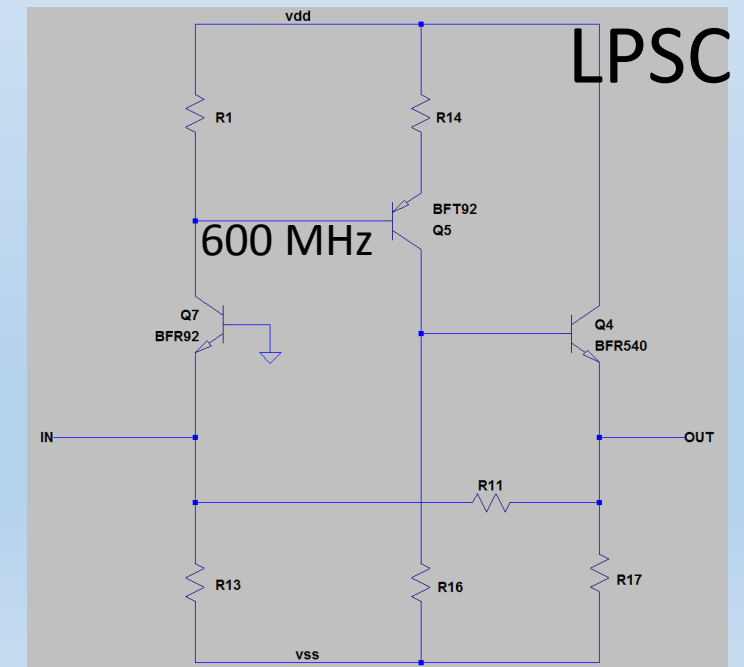 vdd
LPSC
R1
R14
BFT92
Q5
600 MHz
Q7
BFR92
Q4
BFR540
IN
OUT
R11
R13
R16
R17
vss